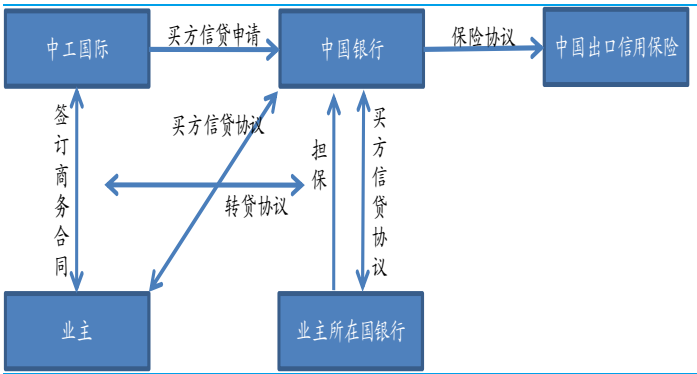 中工国际
买方信贷申请
中国银行
保险协议
中国出口信用保险
签订商务合同
买方信贷协议
转贷协议
担保
买方信贷协议
业主
业主所在国银行